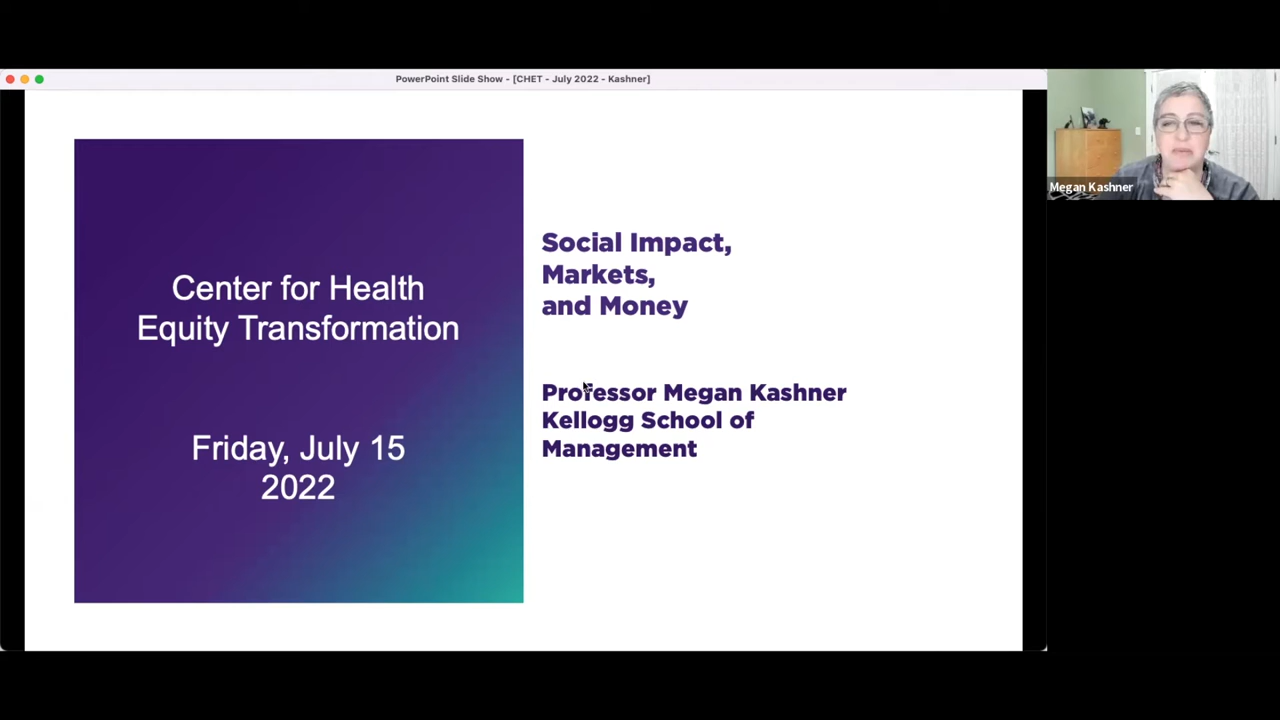 PowerPoint Slide Show - [CHET - July 2022 - Kashner]
Center for Health
Equity Transformation
Friday, July 15
2022
Social Impact,
Markets,
and Money
Professor Megan Kashner
Kellogg School of
Management
Megan Kashner